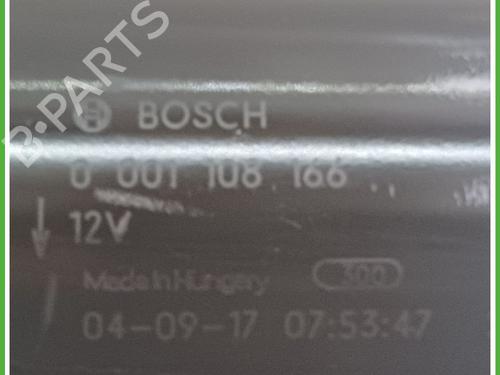 B-PARTS
BOSCH
0 001 108 166
12V
Made in Hungary
300
04-09-17 07:53:47